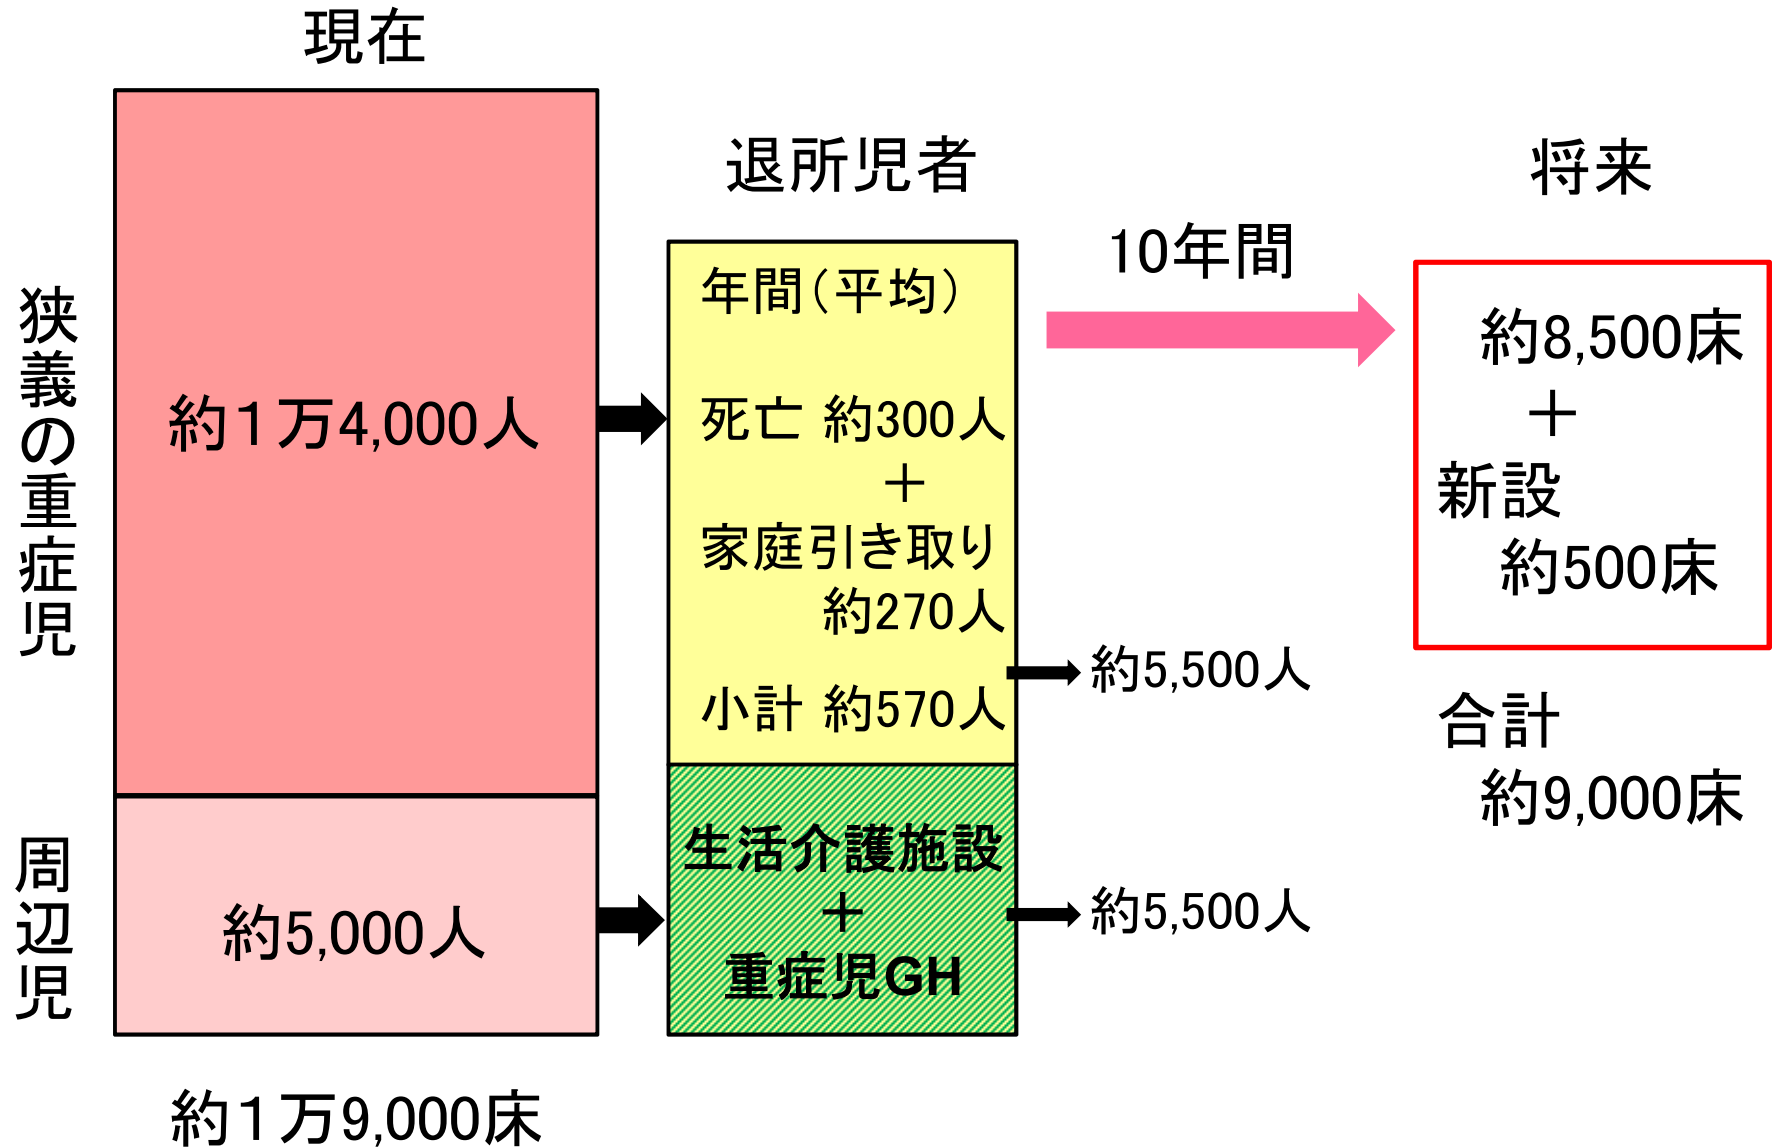 現在
狭義の重症児
約１万4,000人
周辺児
約5,000人
約１万9,000床
退所児者
年間（平均）
死亡 約300人
＋
家庭引き取り
約270人
小計 約570人
生活介護施設
＋
重症児GH
10年間
約5,500人
約5,500人
将来
約8,500床
＋
新設
約500床
合計
約9,000床